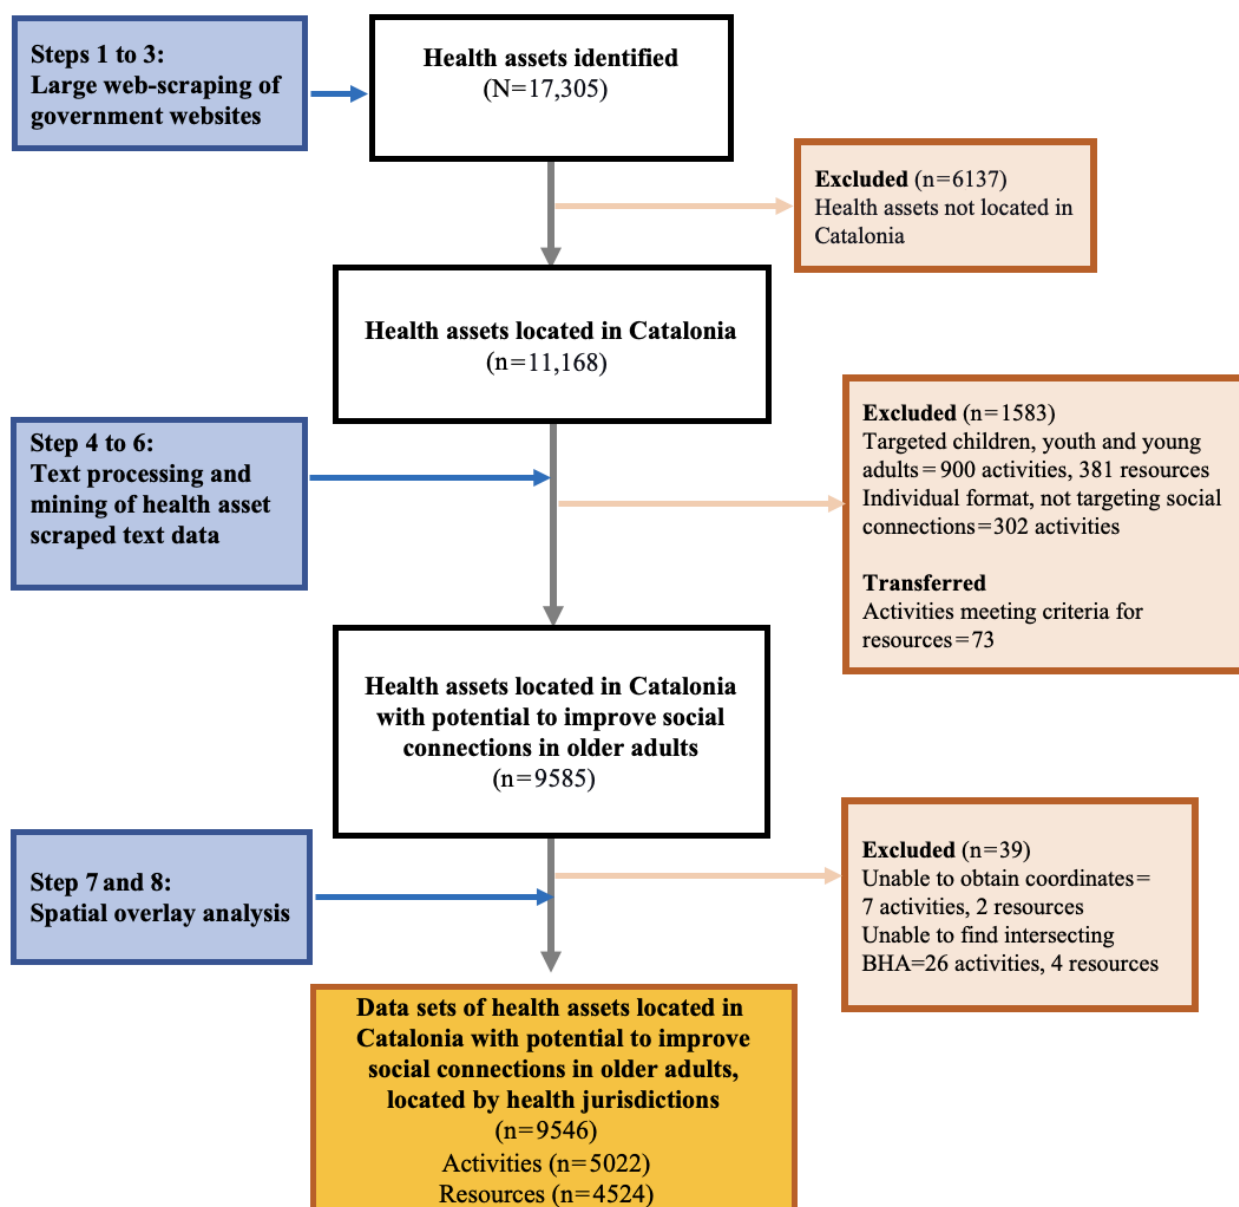 Steps 1 to 3:
Large web-scraping of
government websites
Health assets identified
(N=17,305)
Excluded (n=6137)
Health assets not located in
Catalonia
Health assets located in Catalonia
(n=11,168)
Step 4 to 6:
Text processing and
mining of health asset
scraped text data
Excluded (n=1583)
Targeted children, youth and young
adults=900 activities, 381 resources
Individual format, not targeting social
connections=302 activities
Transferred
Activities meeting criteria for
resources=73
Health assets located in Catalonia
with potential to improve social
connections in older adults
(n=9585)
Step 7 and 8:
Spatial overlay analysis
Excluded (n=39)
Unable to obtain coordinates=
7 activities, 2 resources
Unable to find intersecting
BHA=26 activities, 4 resources
Data sets of health assets located in
Catalonia with potential to improve
social connections in older adults,
located by health jurisdictions
(n=9546)
Activities (n=5022)
Resources (n=4524)